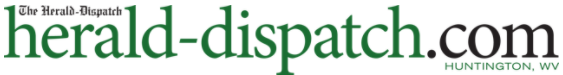 The Herald-Dispatch
herald-dispatch.com
HUNTINGTON, WV